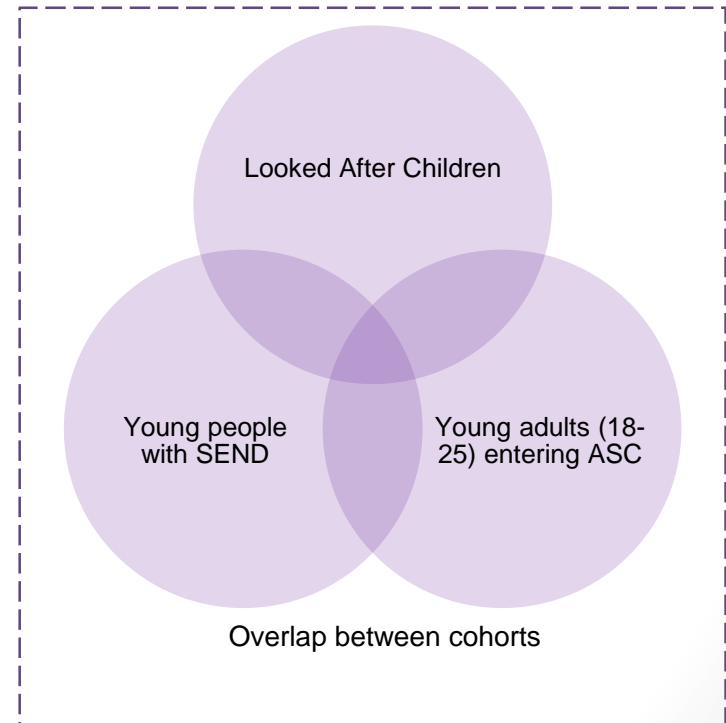 Looked After Children
Young people
with SEND
Young adults (18-
25) entering ASC
Overlap between cohorts